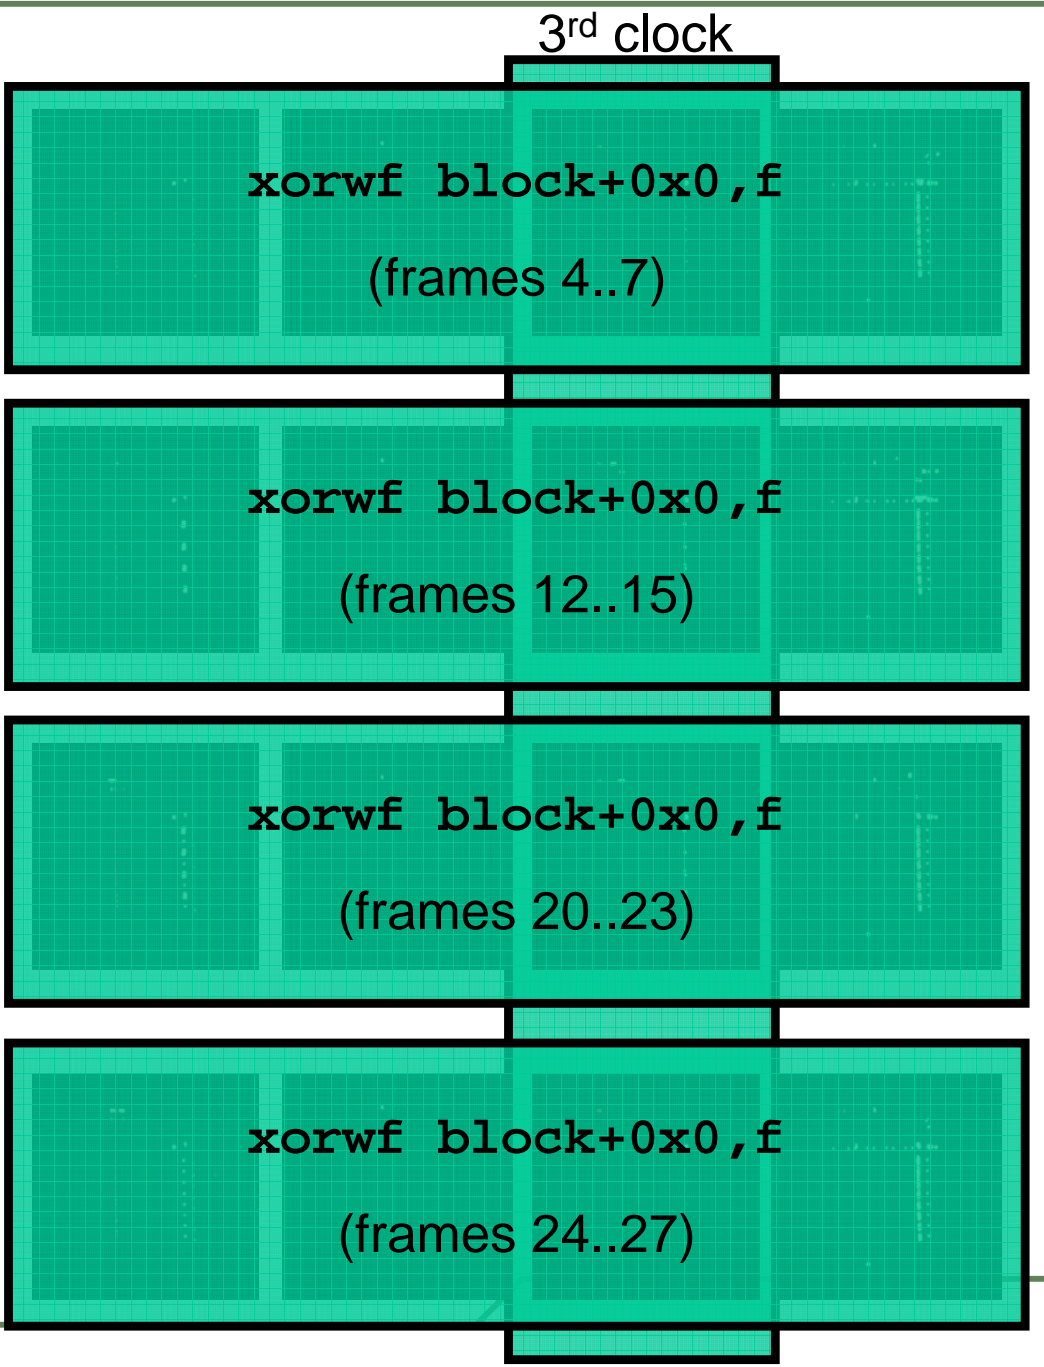 3rd clock
xorwf block+0x0,f
(frames 4..7)
xorwf block+0x0,f
(frames 12..15)
xorwf block+0x0,f
(frames 20..23)
xorwf block+0x0,f
(frames 24..27)